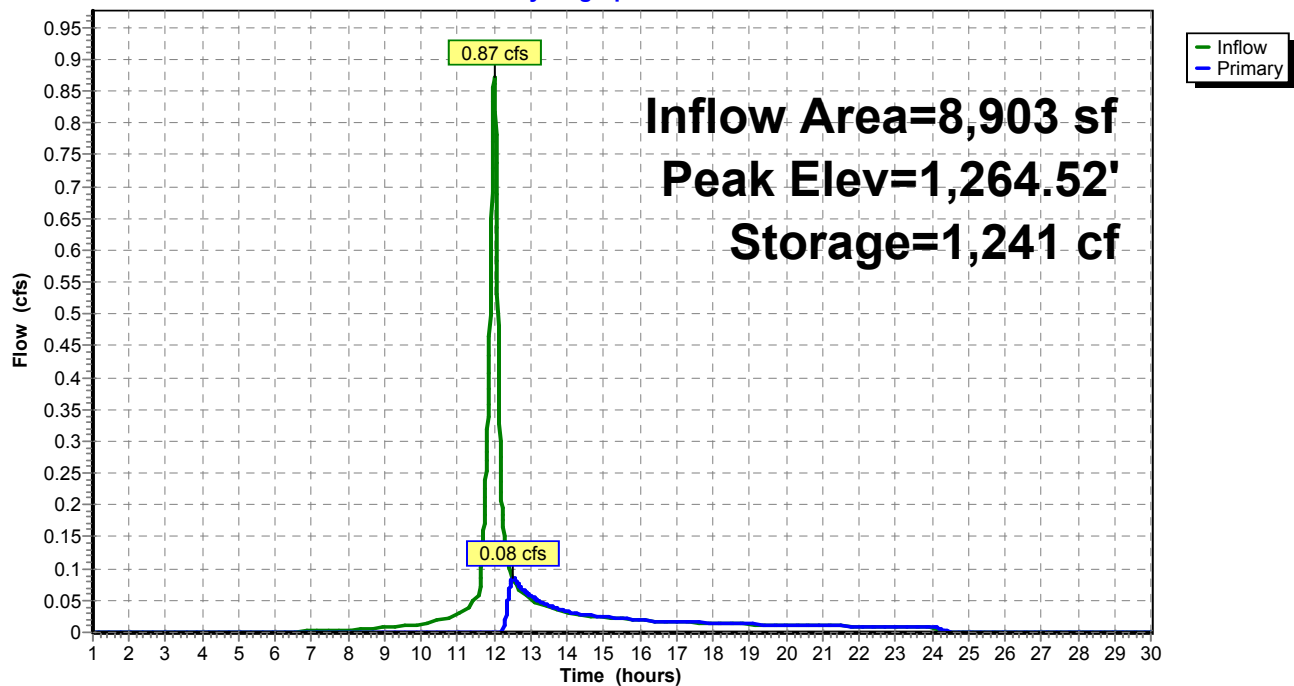 0.87 cfs
Inflow
Primary
Inflow Area=8,903 sf
Peak Elev=1,264.52'
Storage=1,241 cf
0.08 cfs
Flow (cfs)
0.95
0.9
0.85
0.8
0.75
0.7
0.65
0.6
0.55
0.5
0.45
0.4
0.35
0.3
0.25
0.2
0.15
0.1
0.05
0
1 2 3 4 5 6 7 8 9 10 11 12 13 14 15 16 17 18 19 20 21 22 23 24 25 26 27 28 29 30
Time (hours)